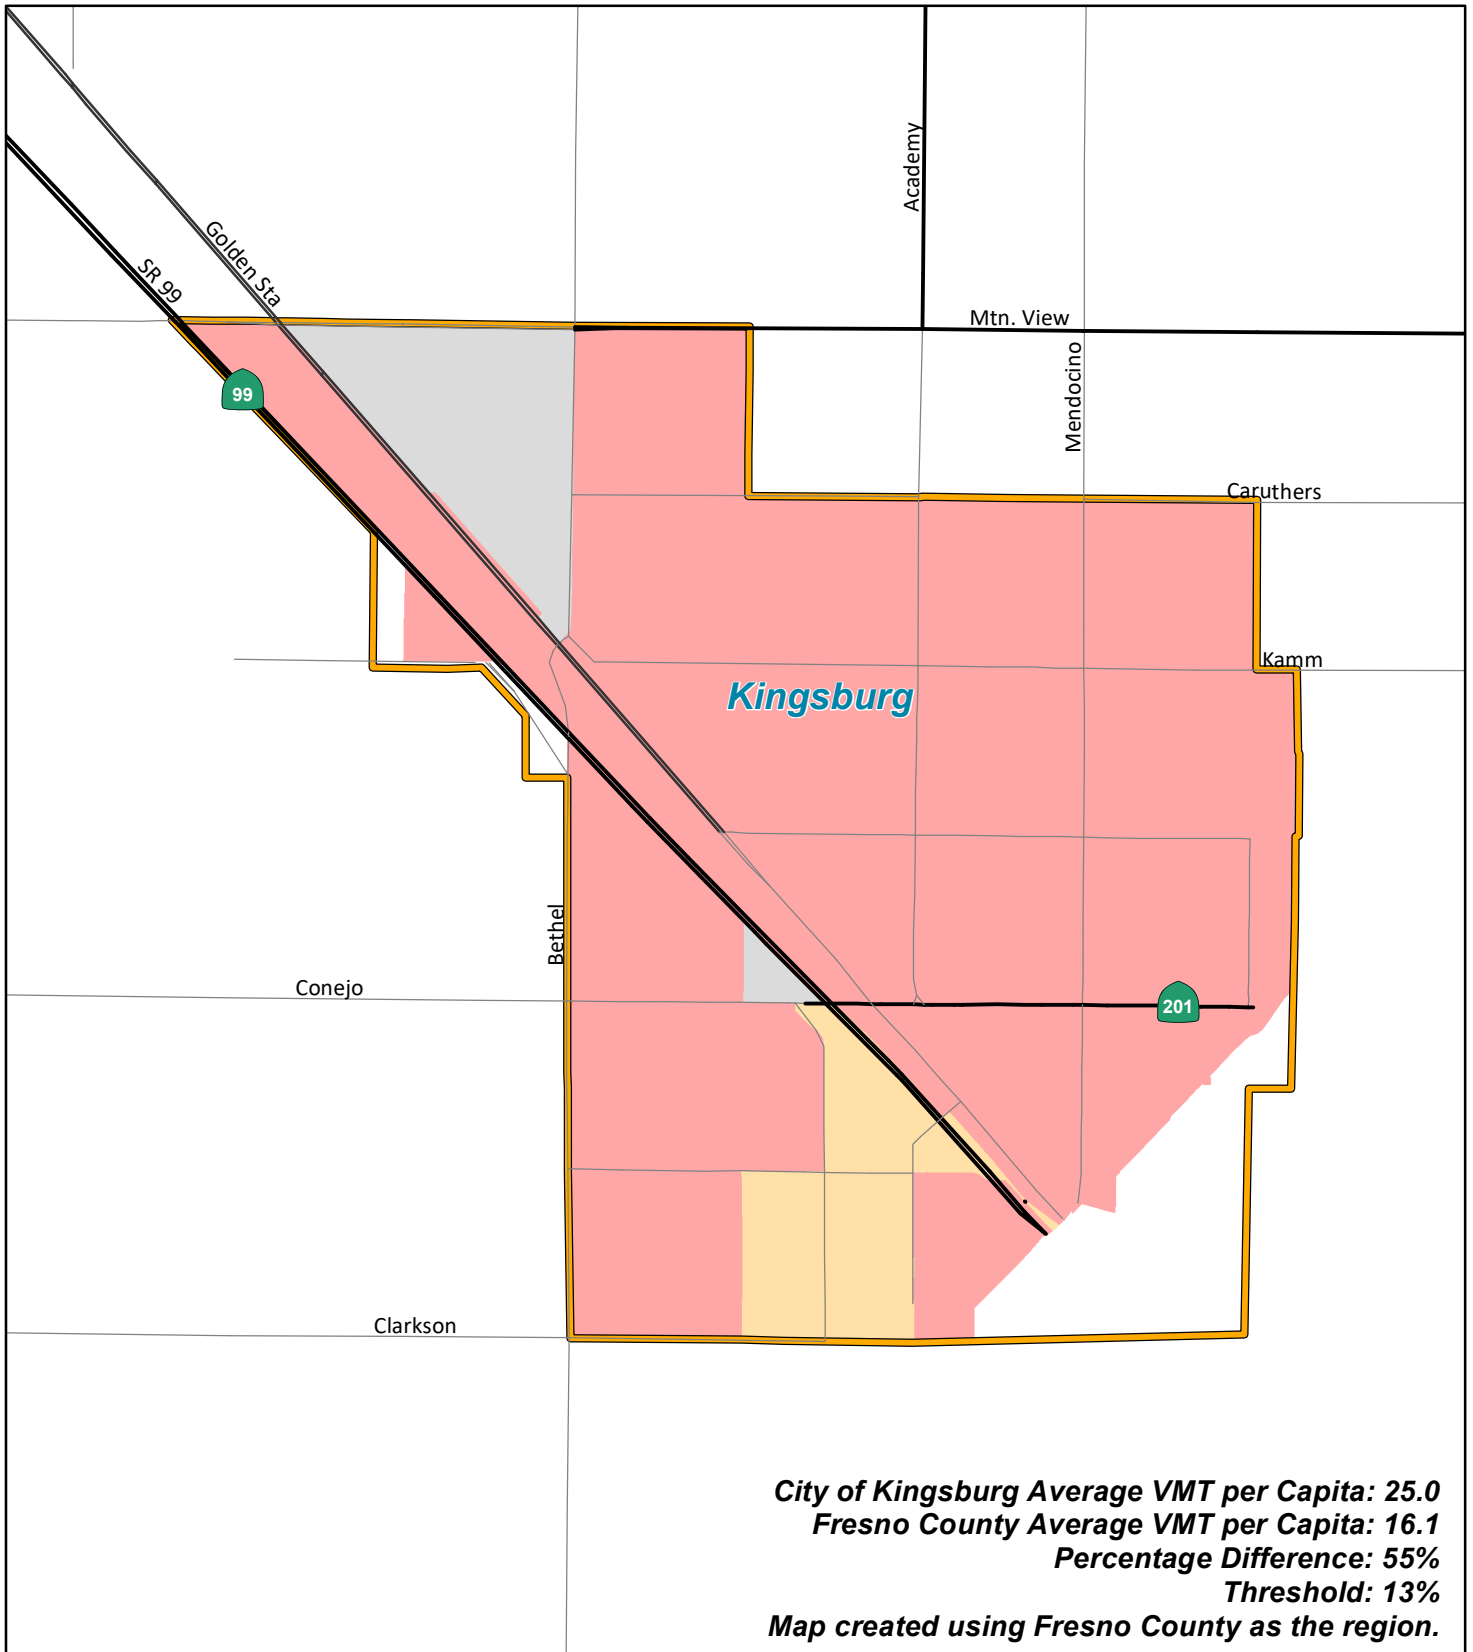 Academy
Golden Sta
SR 99
Mtn. View
Mendocino
99
Caruthers
Kamm
Kingsburg
Bethel
Conejo
201
Clarkson
City of Kingsburg Average VMT per Capita: 25.0
Fresno County Average VMT per Capita: 16.1
Percentage Difference: 55%
Threshold: 13%
Map created using Fresno County as the region.